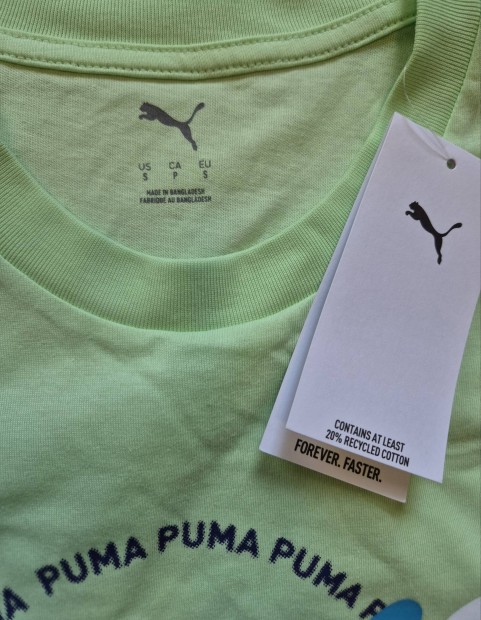 US CA EU
S P S
MADE IN BANGLADESH
FABRIQUÉ AU BANGLADESH
CONTAINS AT LEAST
20% RECYCLED COTTON
FOREVER. FASTER.
PUMA PUMA PUMA